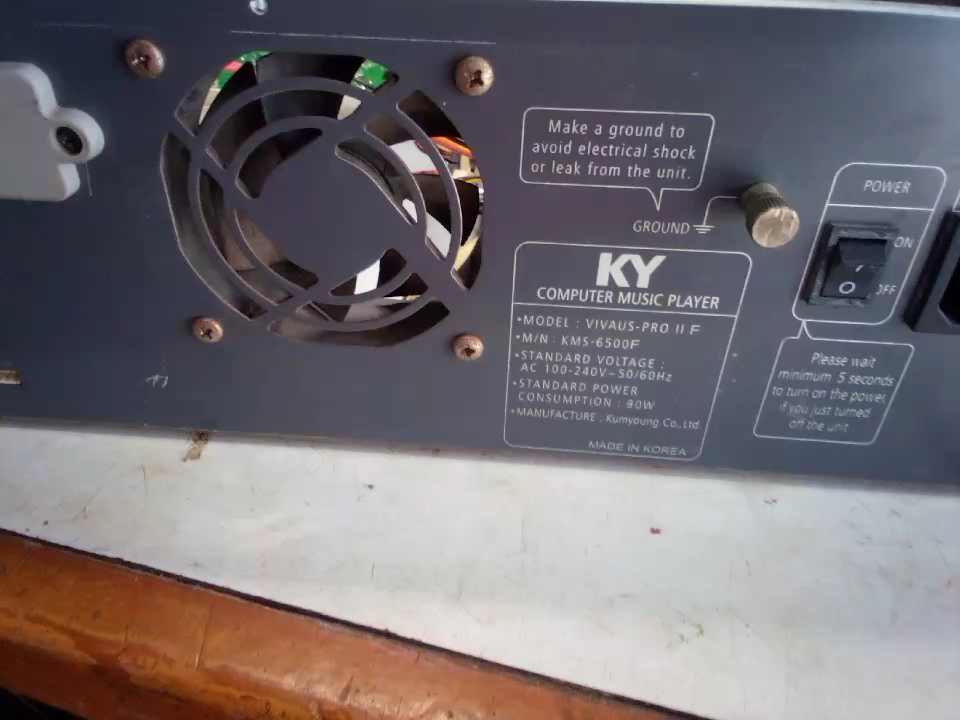 Make a ground to
avoid electrical shock
or leak from the unit.
GROUND
POWER
ON
OFF
KY
COMPUTER MUSIC PLAYER
•MODEL : VIVAUS-PRO II F
•M/N : KMS-6500F
•STANDARD VOLTAGE :
AC 100-240V~50/60Hz
•STANDARD POWER
CONSUMPTION : 90W
•MANUFACTURE : Kumyoung Co., Ltd
MADE IN KOREA
Please wait
minimum 5 seconds
to turn on the power,
if you just turned
off the unit